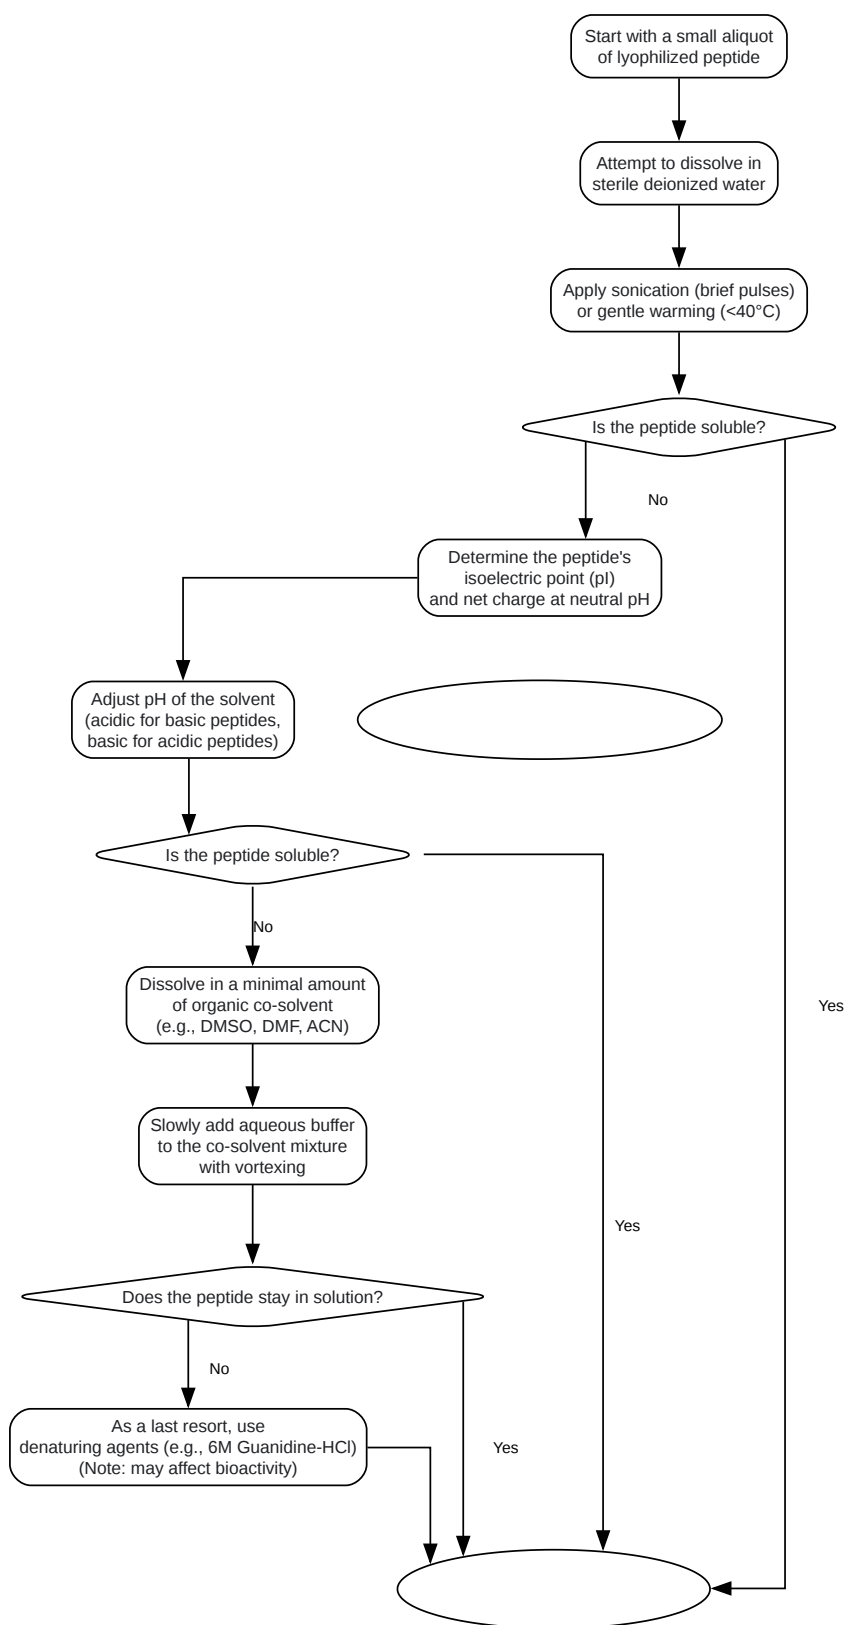 Start with a small aliquot
of lyophilized peptide
Attempt to dissolve in
sterile deionized water
Apply sonication (brief pulses)
or gentle warming (<40°C)
Is the peptide soluble?
No
Determine the peptide's
isoelectric point (pI)
and net charge at neutral pH
Adjust pH of the solvent
(acidic for basic peptides,
basic for acidic peptides)
Is the peptide soluble?
No
Dissolve in a minimal amount
of organic co-solvent
(e.g., DMSO, DMF, ACN)
Yes
Slowly add aqueous buffer
to the co-solvent mixture
with vortexing
Yes
Does the peptide stay in solution?
No
As a last resort, use
denaturing agents (e.g., 6M Guanidine-HCl)
(Note: may affect bioactivity)
Yes